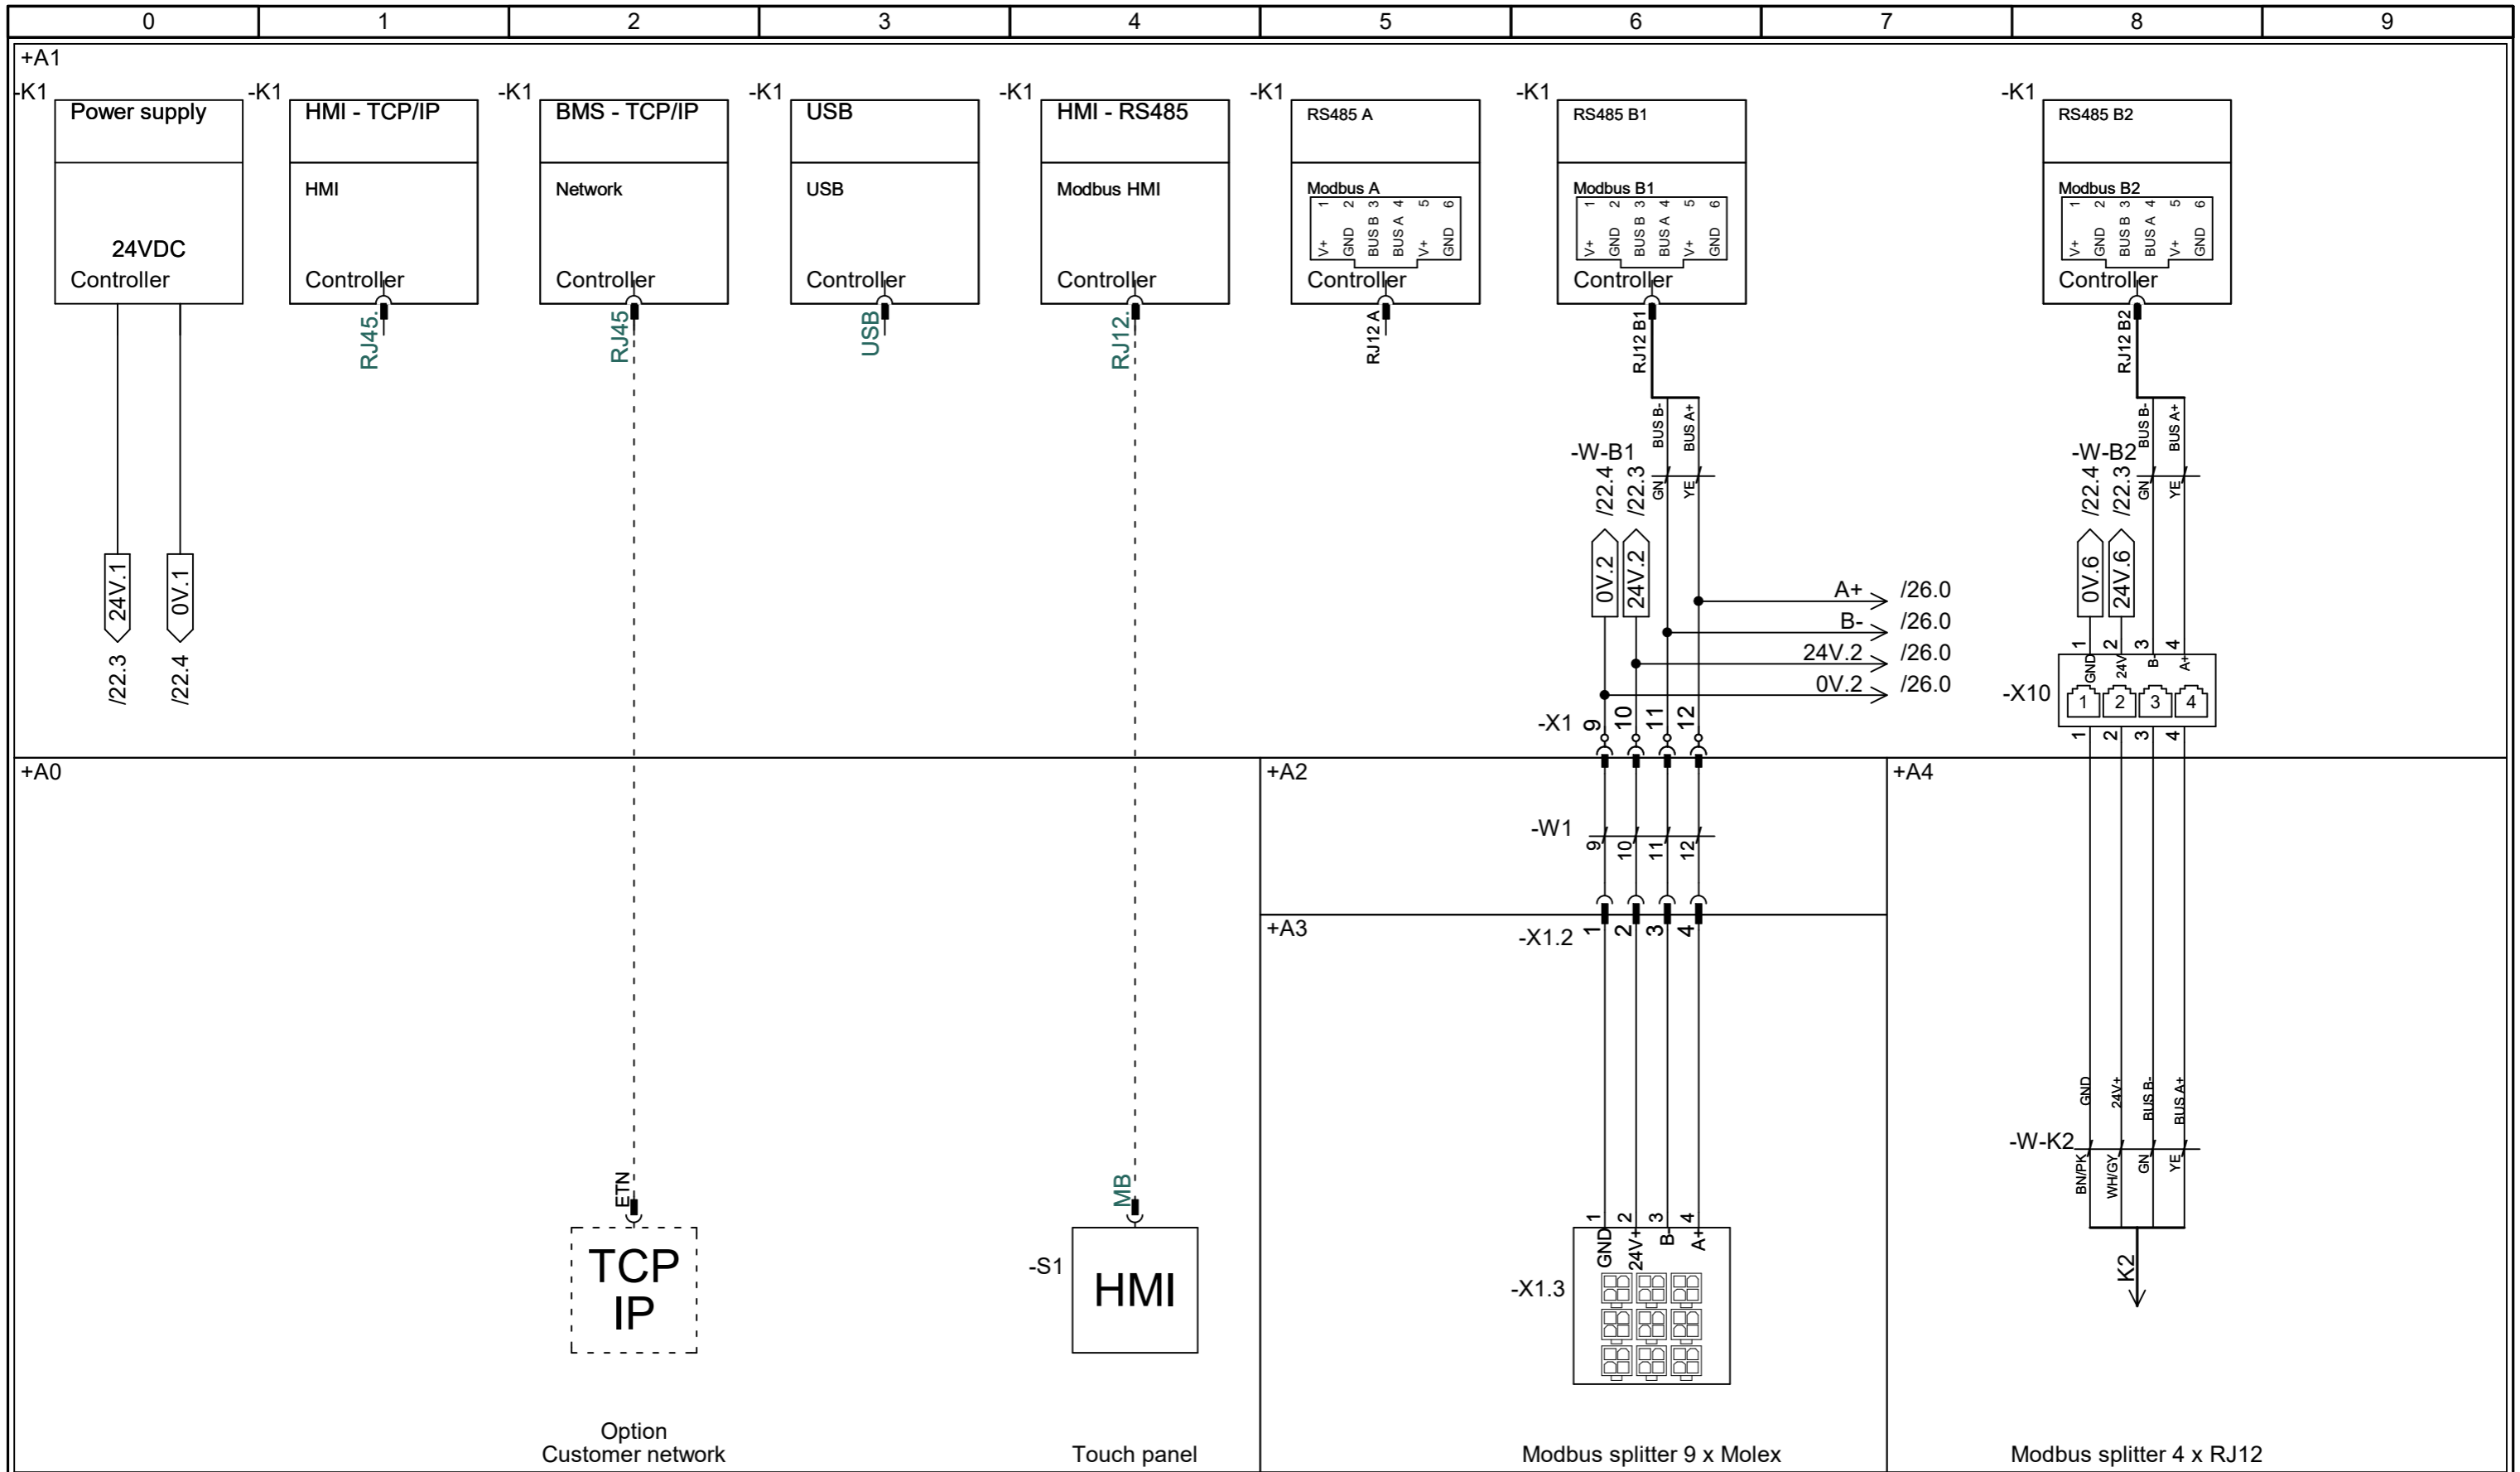 0 1 2 3 4 5 6 7 8 9
+A1
-K1 -K1 -K1 -K1 -K1 -K1 -K1 -K1
Power supply HMI - TCP/IP BMS - TCP/IP USB HMI - RS485 RS485 A RS485 B1 RS485 B2
HMI Network USB Modbus HMI Modbus A Modbus B1 Modbus B2
1 2 3 4 5 6 1 2 3 4 5 6 1 2 3 4 5 6
V+ GND BUS B BUS A V+ GND V+ GND BUS B BUS A V+ GND V+ GND BUS B BUS A V+ GND
24VDC
Controller Controller Controller Controller Controller Controller Controller Controller
RJ45. RJ45 USB RJ12. RJ12 A RJ12 B1 RJ12 B2
BUS B- BUS A+ BUS B- BUS A+
-W-B1 -W-B2
/22.4 /22.3 GN YE /22.4 /22.3 GN YE
24V.1 0V.1 0V.2 24V.2 0V.6 24V.6
A+ /26.0
B- /26.0
24V.2 /26.0
0V.2 /26.0
/22.3 /22.4
1 2 3 4
GND 24V B- A+
-X10 1 2 3 4
-X1 9 10 11 12
1 2 3 4
+A0 +A2 +A4
-W1
9 10 11 12
+A3 -X1.2 1 2 3 4
GND 24V+ BUS B- BUS A+
-W-K2
BN/PK WH/GY GN YE
ETN MB
1 2 3 4
GND 24V+ B- A+
K2
TCP
IP
-S1 HMI
-X1.3
Option
Customer network
Touch panel
Modbus splitter 9 x Molex
Modbus splitter 4 x RJ12